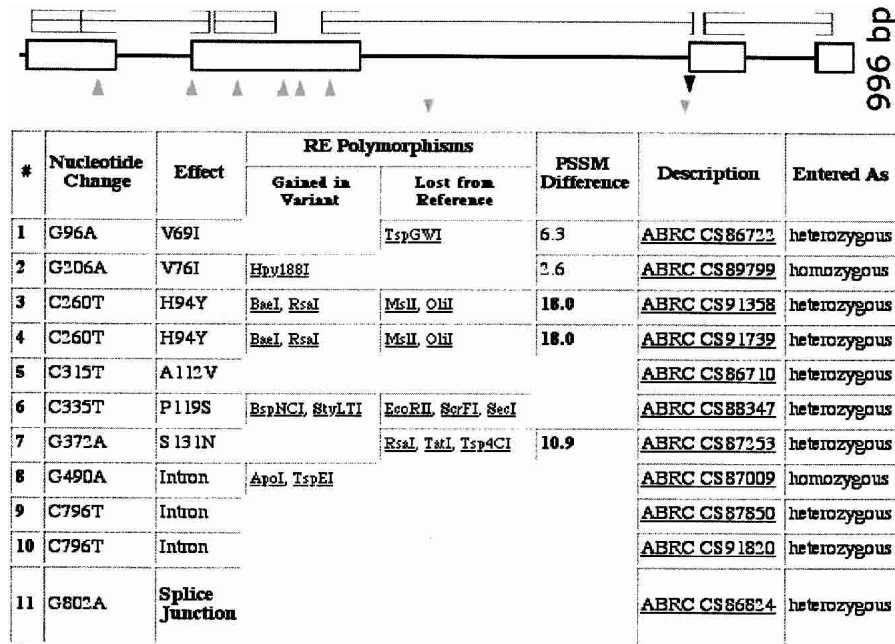 996 bp
# Nucleotide Change Effect RE Polymorphisms PSSM Difference Description Entered As
Gained in Variant Lost from Reference
1 G96A V69I TspGWI 6.3 ABRC CS86722 heterozygous
2 G206A V76I Hpy188I 2.6 ABRC CS89799 homozygous
3 C260T H94Y BaeI, RsaI MslI, OliI 18.0 ABRC CS91358 heterozygous
4 C260T H94Y BaeI, RsaI MslI, OliI 18.0 ABRC CS91739 heterozygous
5 C315T A112V ABRC CS86710 heterozygous
6 C335T P119S BspNCI, StyLTI EcoRII, ScrFI, SecI ABRC CS88347 heterozygous
7 G372A S131N RsaI, TatI, Tsp4CI 10.9 ABRC CS87253 heterozygous
8 G490A Intron ApoI, TspEI ABRC CS87009 homozygous
9 C796T Intron ABRC CS87850 heterozygous
10 C796T Intron ABRC CS91820 heterozygous
11 G802A Splice Junction ABRC CS86824 heterozygous